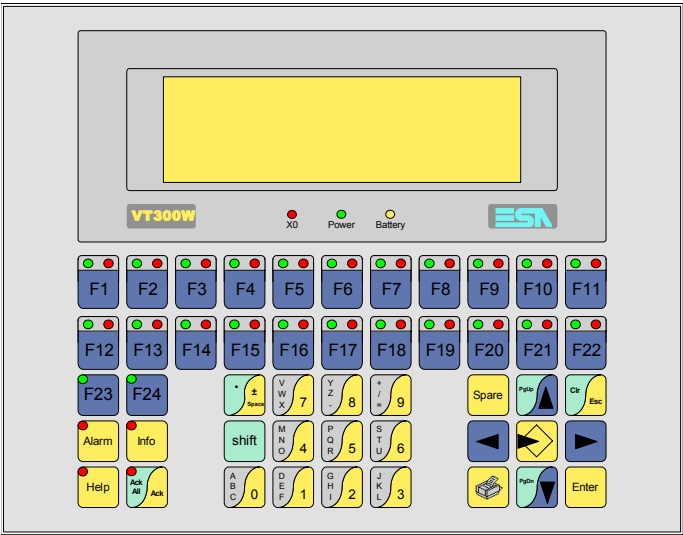 VT300W X0 Power Battery ESA
F1 F2 F3 F4 F5 F6 F7 F8 F9 F10 F11
F12 F13 F14 F15 F16 F17 F18 F19 F20 F21 F22
F23 F24 . ± Space V W X 7 Y Z - 8 + / = 9 Spare PgUp Clr Esc
Alarm Info shift M N O 4 P Q R 5 S T U 6
Help Ack All Ack A B C 0 D E F 1 G H I 2 J K L 3 PgDn Enter